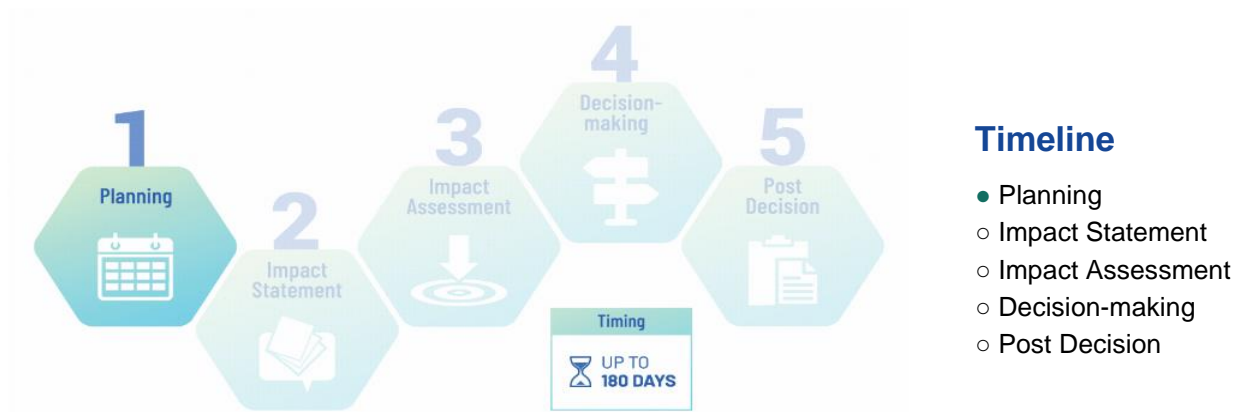 1
Planning
2
Impact
Statement
3
Impact
Assessment
4
Decision-
making
5
Post
Decision
Timing
UP TO
180 DAYS
Timeline
● Planning
○ Impact Statement
○ Impact Assessment
○ Decision-making
○ Post Decision